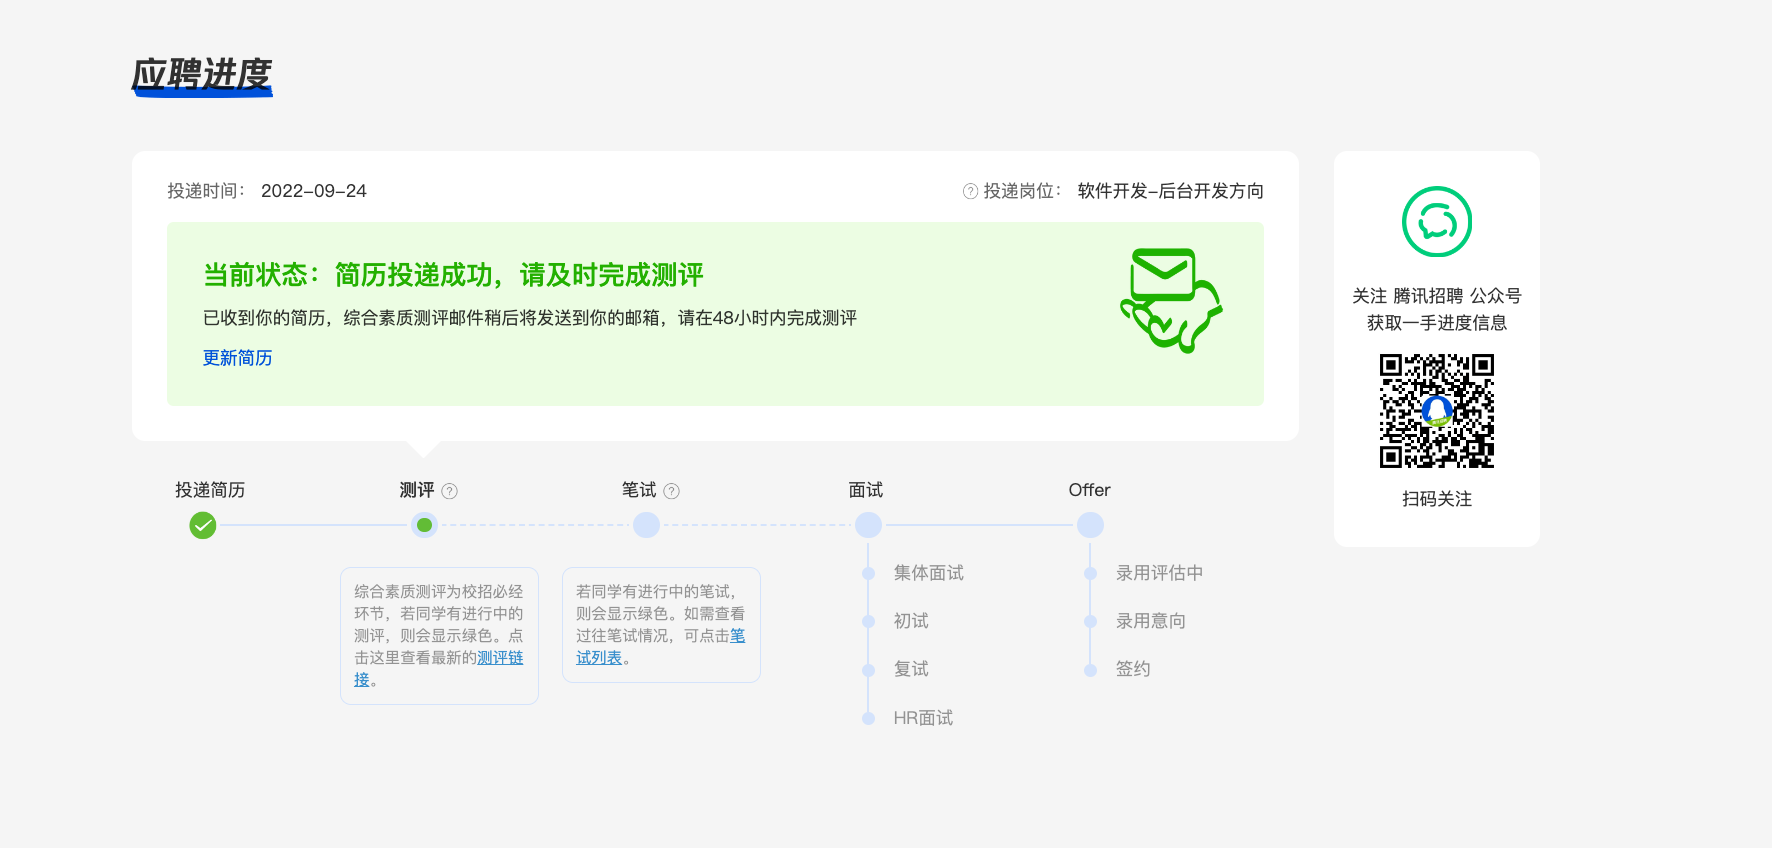 应聘进度
投递时间： 2022-09-24
? 投递岗位： 软件开发-后台开发方向
当前状态：简历投递成功，请及时完成测评
已收到你的简历，综合素质测评邮件稍后将发送到你的邮箱，请在48小时内完成测评
更新简历
关注 腾讯招聘 公众号
获取一手进度信息
扫码关注
投递简历
测评 ?
笔试 ?
面试
Offer
综合素质测评为校招必经
环节，若同学有进行中的
测评，则会显示绿色。点
击这里查看最新的测评链
接。
若同学有进行中的笔试，
则会显示绿色。如需查看
过往笔试情况，可点击笔
试列表。
集体面试
初试
复试
HR面试
录用评估中
录用意向
签约